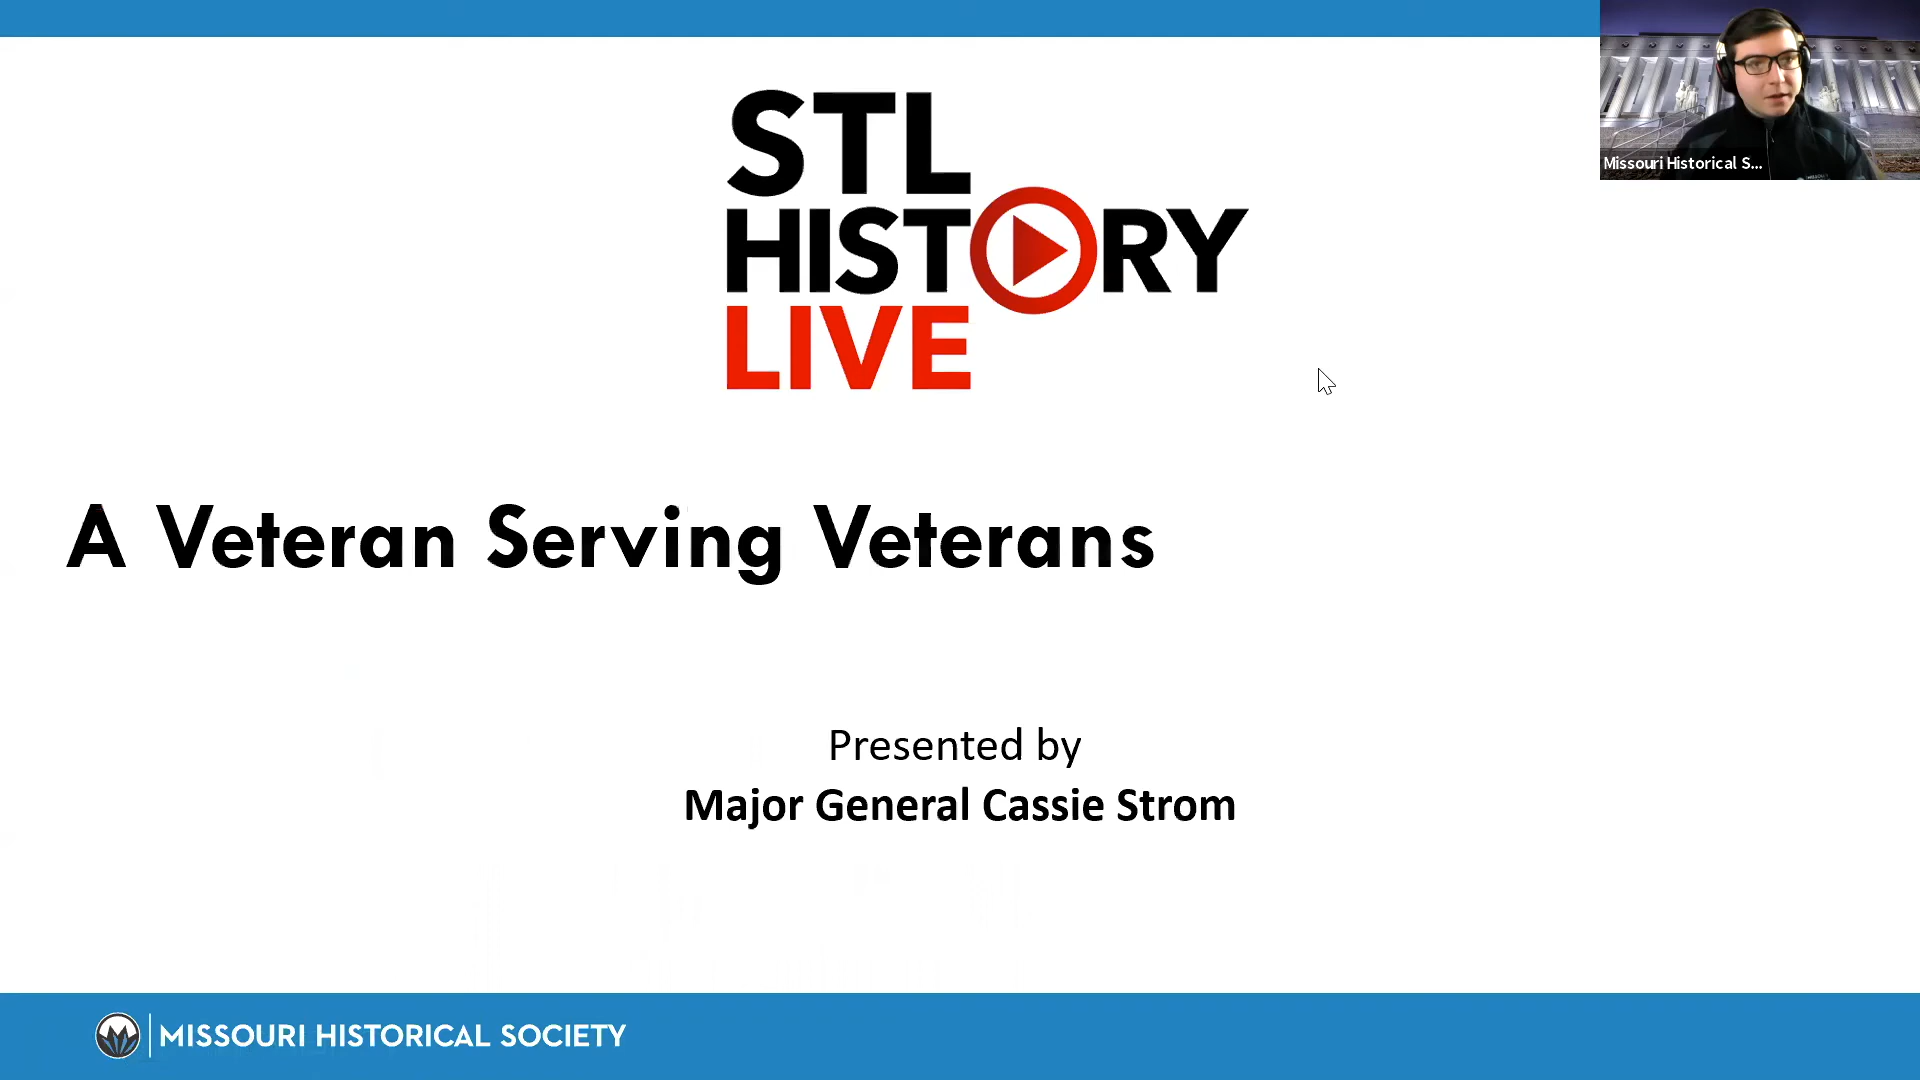 STL
HISTORY
LIVE
Missouri Historical S...
A Veteran Serving Veterans
Presented by
Major General Cassie Strom
MISSOURI HISTORICAL SOCIETY